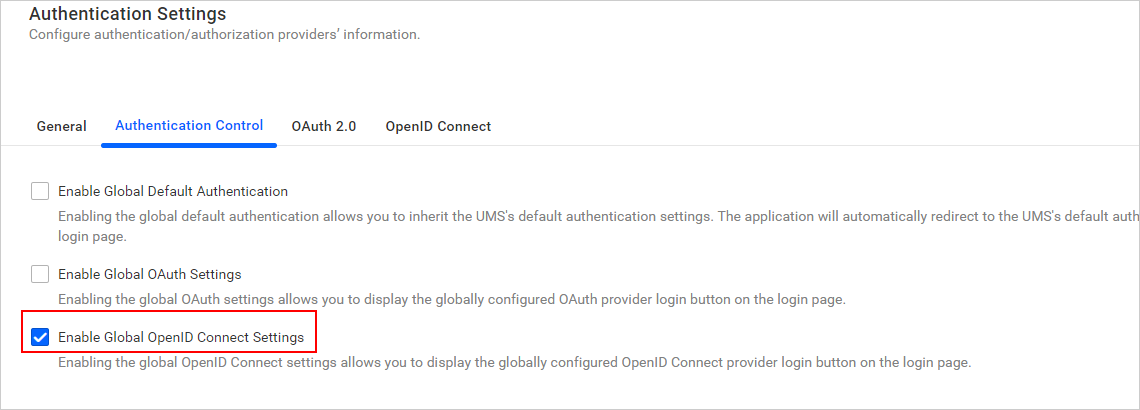 Authentication Settings
Configure authentication/authorization providers' information.
General Authentication Control OAuth 2.0 OpenID Connect
Enable Global Default Authentication
Enabling the global default authentication allows you to inherit the UMS's default authentication settings. The application will automatically redirect to the UMS's default auth
login page.
Enable Global OAuth Settings
Enabling the global OAuth settings allows you to display the globally configured OAuth provider login button on the login page.
Enable Global OpenID Connect Settings
Enabling the global OpenID Connect settings allows you to display the globally configured OpenID Connect provider login button on the login page.